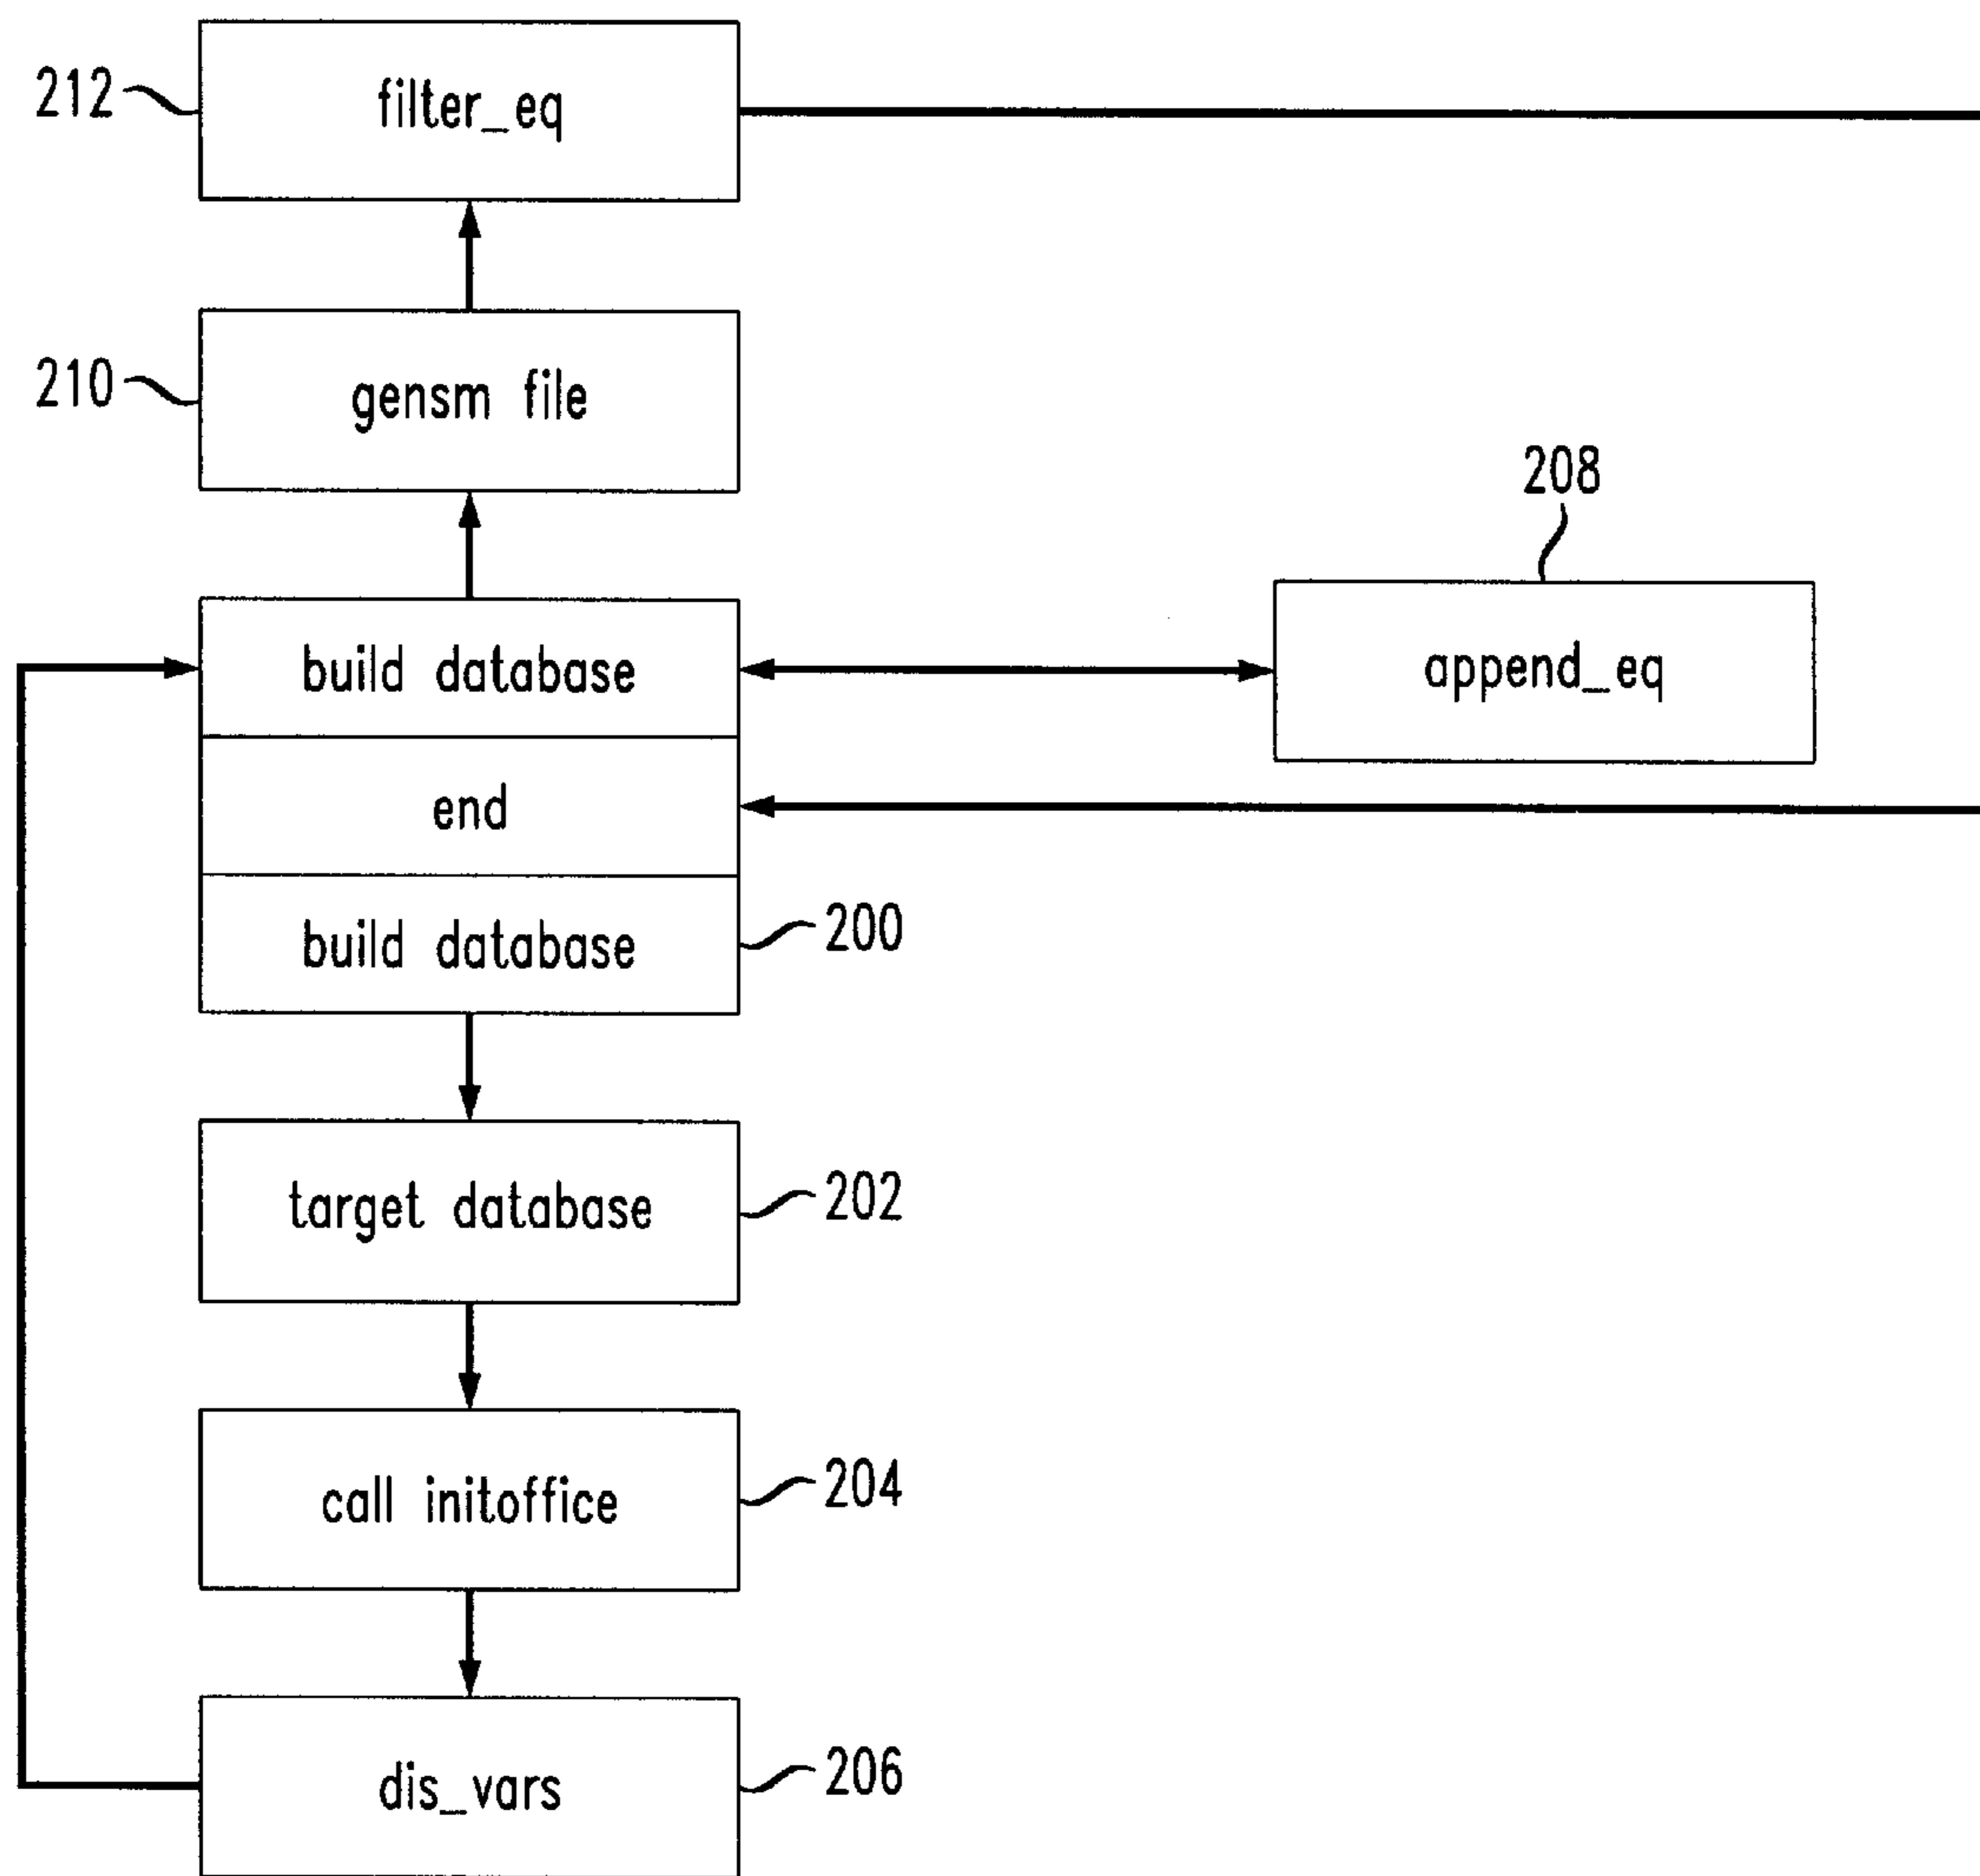 212
filter_eq
210
gensm file
208
build database
append_eq
end
build database
200
target database
202
call initoffice
204
dis_vars
206